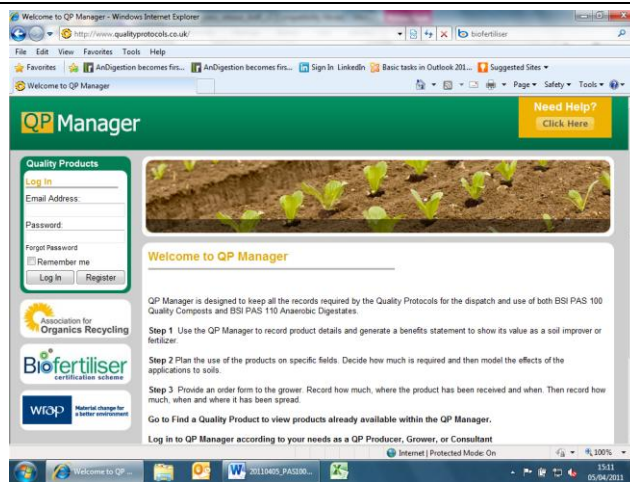 Welcome to QP Manager - Windows Internet Explorer
http://www.qualityprotocols.co.uk/
biofertiliser
File Edit View Favorites Tools Help
Favorites AnDigestion becomes firs... AnDigestion becomes firs... Sign In LinkedIn Basic tasks in Outlook 201... Suggested Sites
Welcome to QP Manager
Page Safety Tools
QP Manager
Need Help?
Click Here
Quality Products
Log In
Email Address:
Password:
Forgot Password
Remember me
Log In Register
Association for
Organics Recycling
Biofertiliser
certification scheme
wrap Material change for
a better environment
Welcome to QP Manager
QP Manager is designed to keep all the records required by the Quality Protocols for the dispatch and use of both BSI PAS 100
Quality Composts and BSI PAS 110 Anaerobic Digestates.
Step 1 Use the QP Manager to record product details and generate a benefits statement to show its value as a soil improver or
fertilizer.
Step 2 Plan the use of the products on specific fields. Decide how much is required and then model the effects of the
applications to soils.
Step 3 Provide an order form to the grower. Record how much, where the product has been received and when. Then record how
much, when and where it has been spread.
Go to Find a Quality Product to view products already available within the QP Manager.
Log in to QP Manager according to your needs as a QP Producer, Grower, or Consultant
Internet | Protected Mode: On
100%
Welcome to QP ...
20110405_PAS100...
15:11
05/04/2011